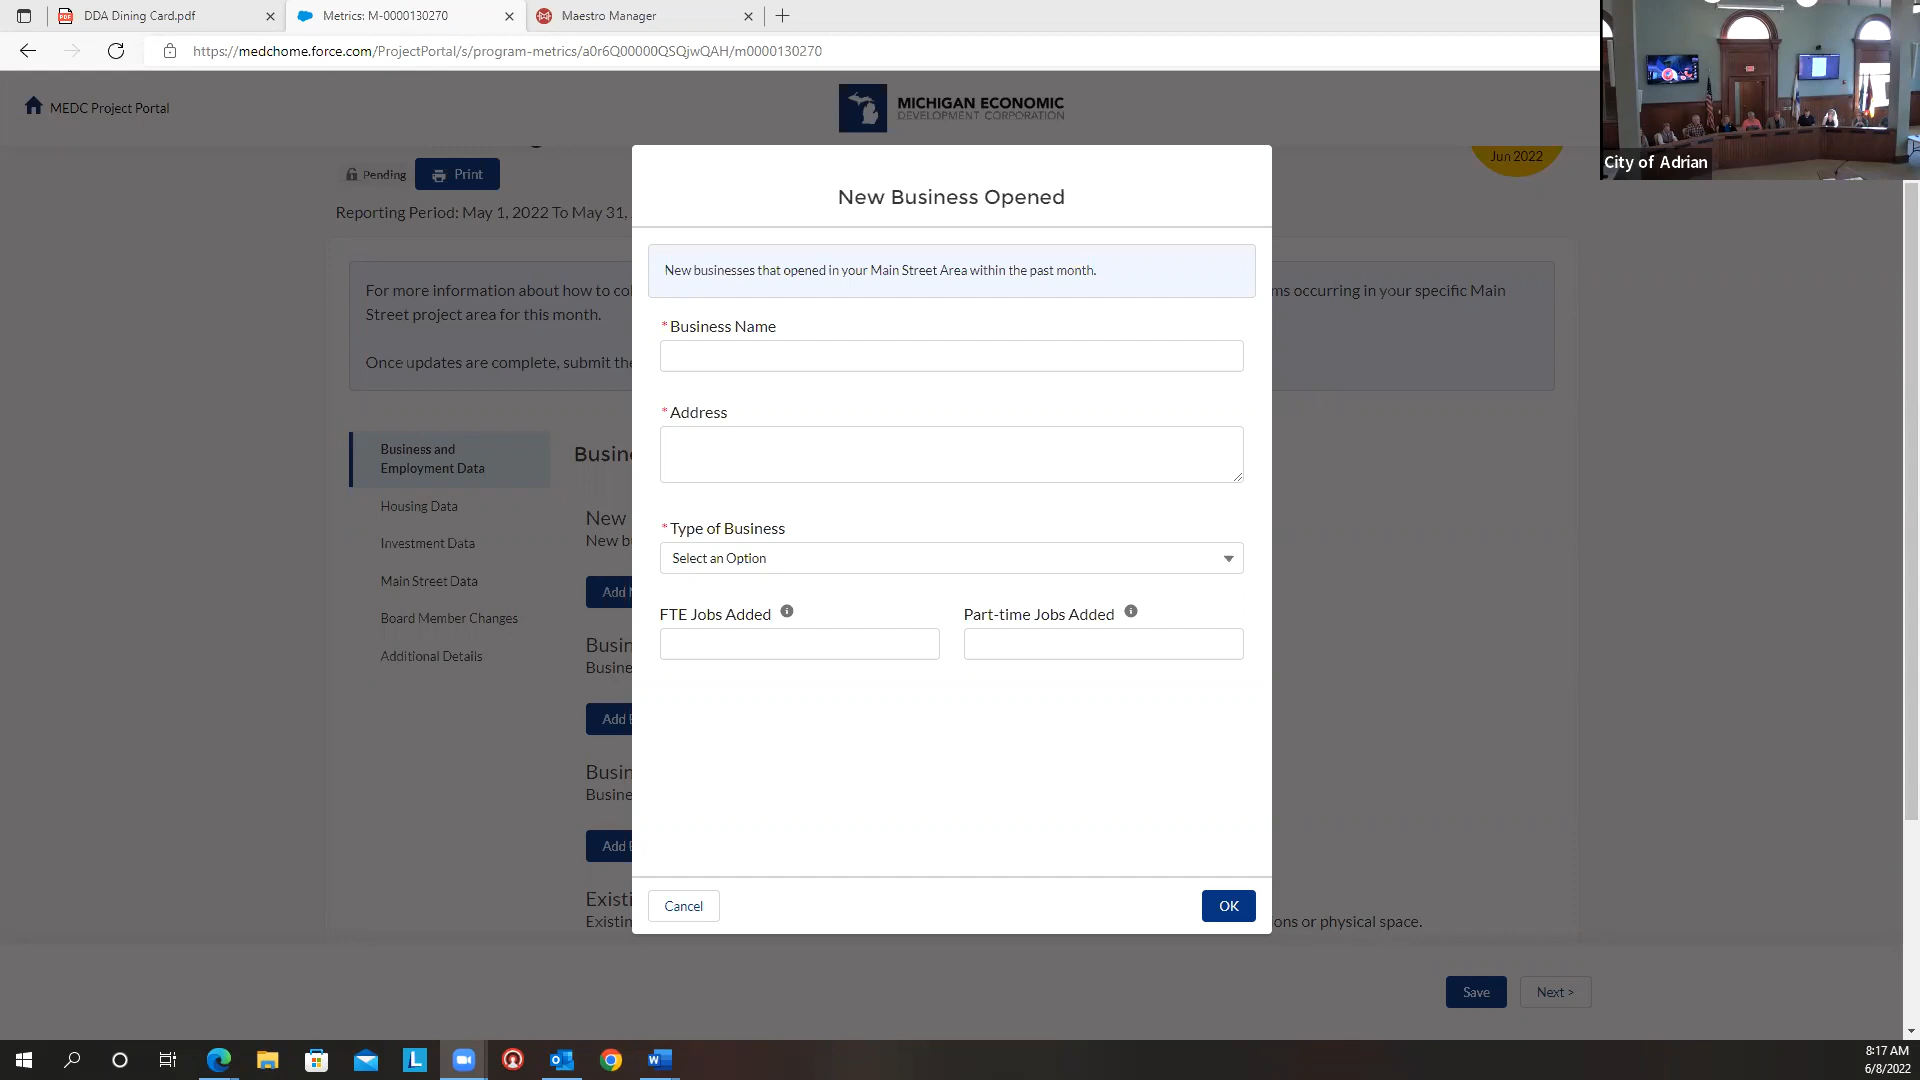 DDA Dining Card.pdf
Metrics: M-0000130270
Maestro Manager
https://medchome.force.com/ProjectPortal/s/program-metrics/a0r6Q00000QSQjwQAH/m0000130270
MEDC Project Portal
MICHIGAN ECONOMIC
DEVELOPMENT CORPORATION
City of Adrian
Jun 2022
Pending
Print
Reporting Period: May 1, 2022 To May 31,
For more information about how to
ms occurring in your specific Main
Street project area for this month.
Once updates are complete, submit the
New Business Opened
New businesses that opened in your Main Street Area within the past month.
*Business Name
*Address
*Type of Business
Select an Option
FTE Jobs Added
Part-time Jobs Added
Cancel
OK
Business and
Employment Data
Housing Data
Investment Data
Main Street Data
Board Member Changes
Additional Details
Busin
New
New b
Add
Busin
Busine
Add
Busin
Busine
Add
Existi
Existin
ons or physical space.
Save
Next >
8:17 AM
6/8/2022